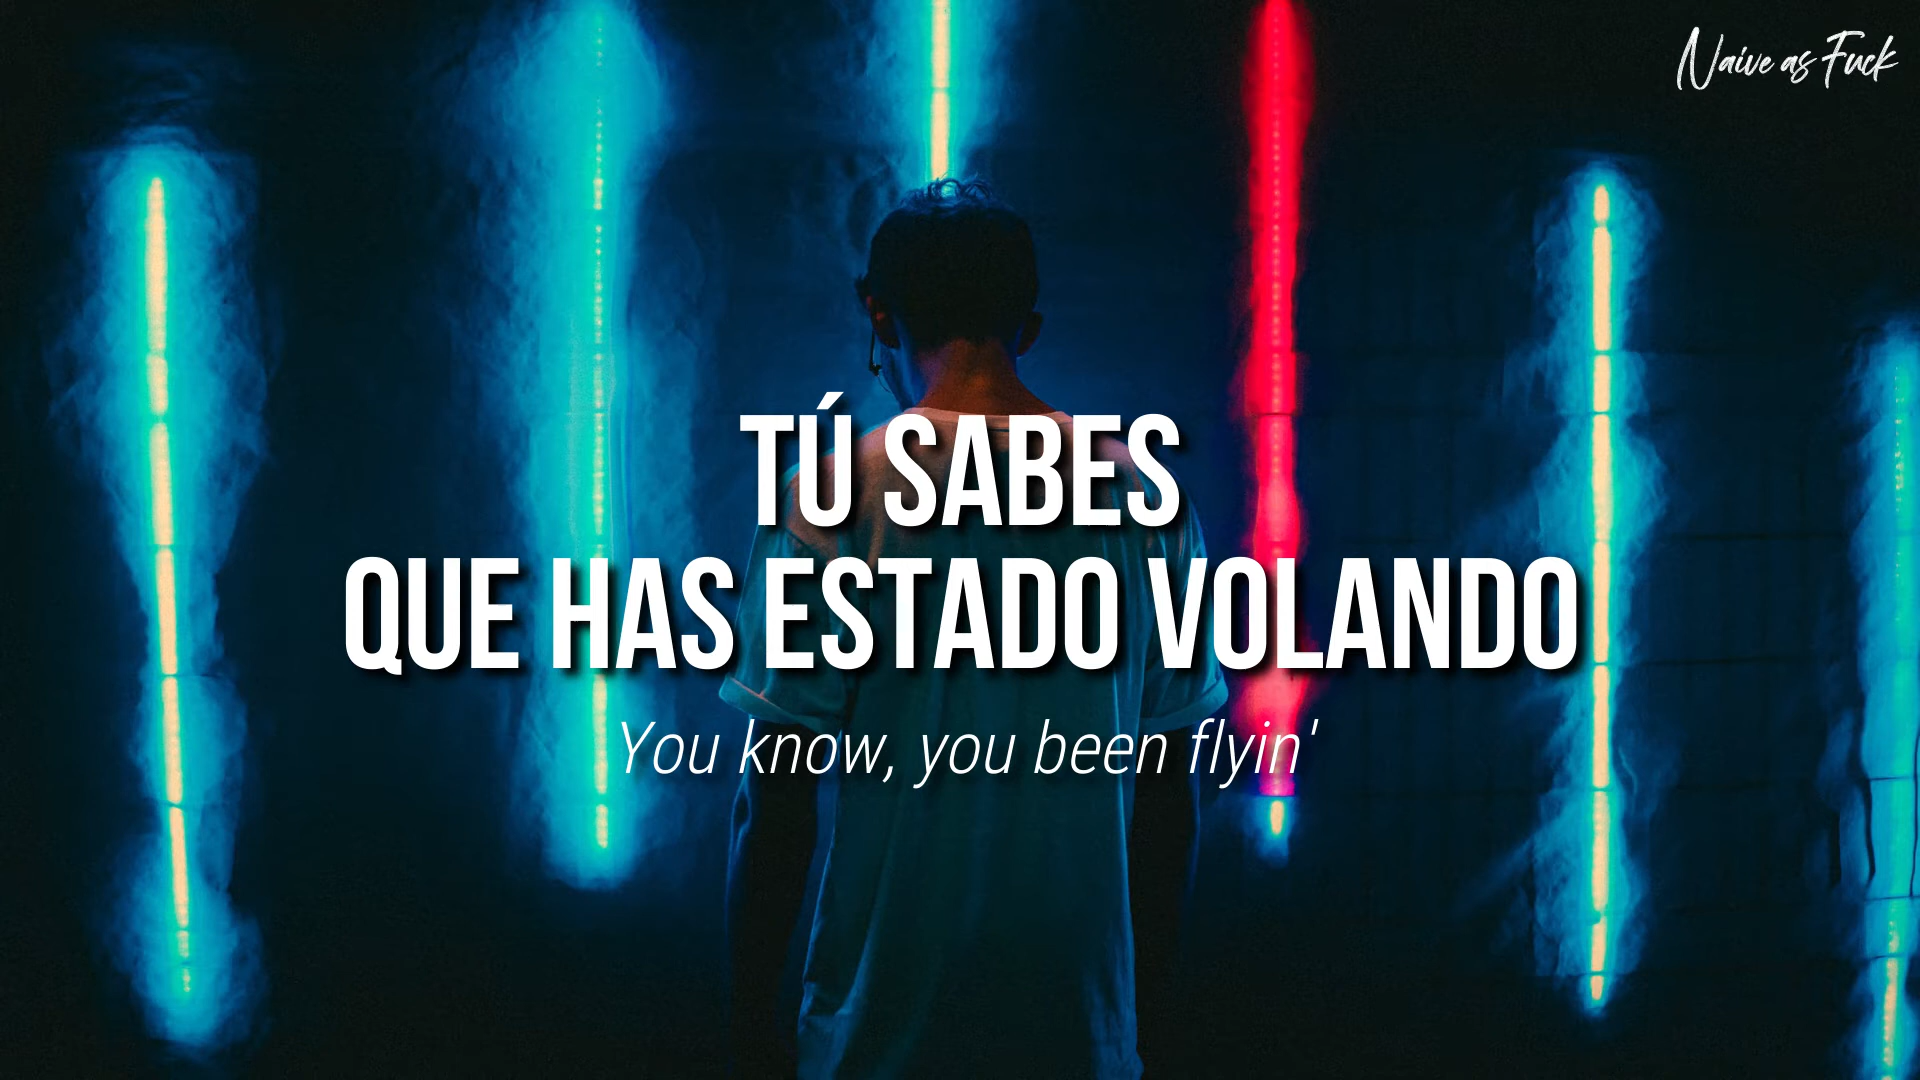 Naive as Fuck
TÚ SABES
QUE HAS ESTADO VOLANDO
You know, you been flyin'